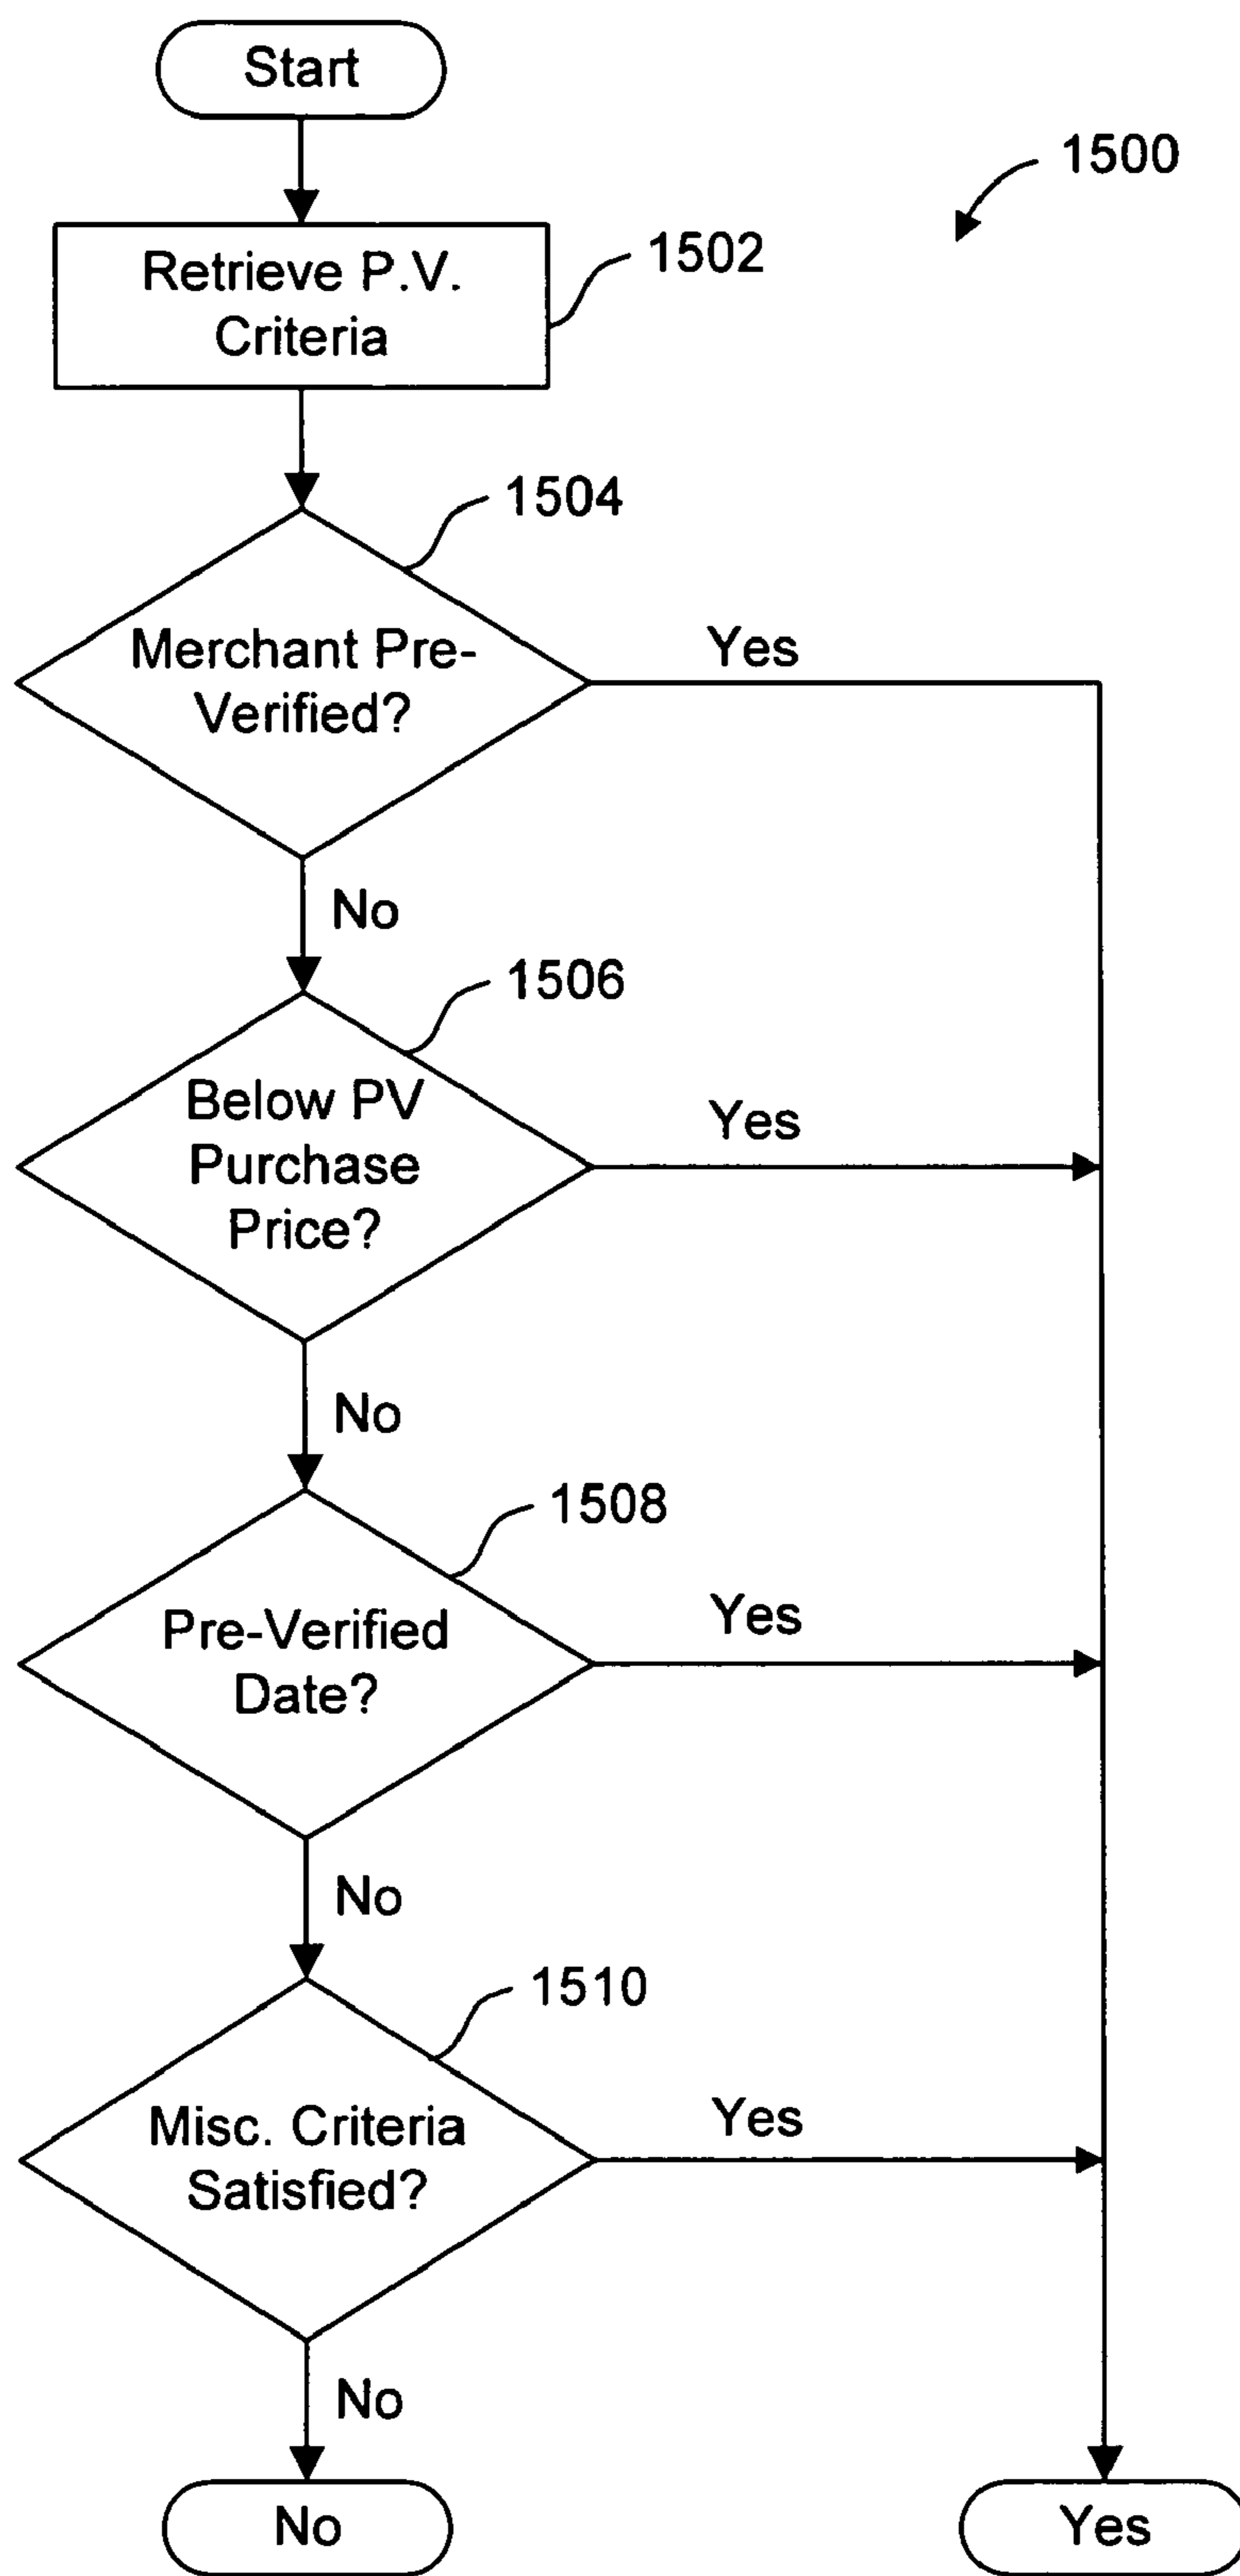 Start
1500
Retrieve P.V.
Criteria
1502
1504
Merchant Pre-
Verified?
Yes
No
1506
Below PV
Purchase
Price?
Yes
No
1508
Pre-Verified
Date?
Yes
No
1510
Misc. Criteria
Satisfied?
Yes
No
No
Yes